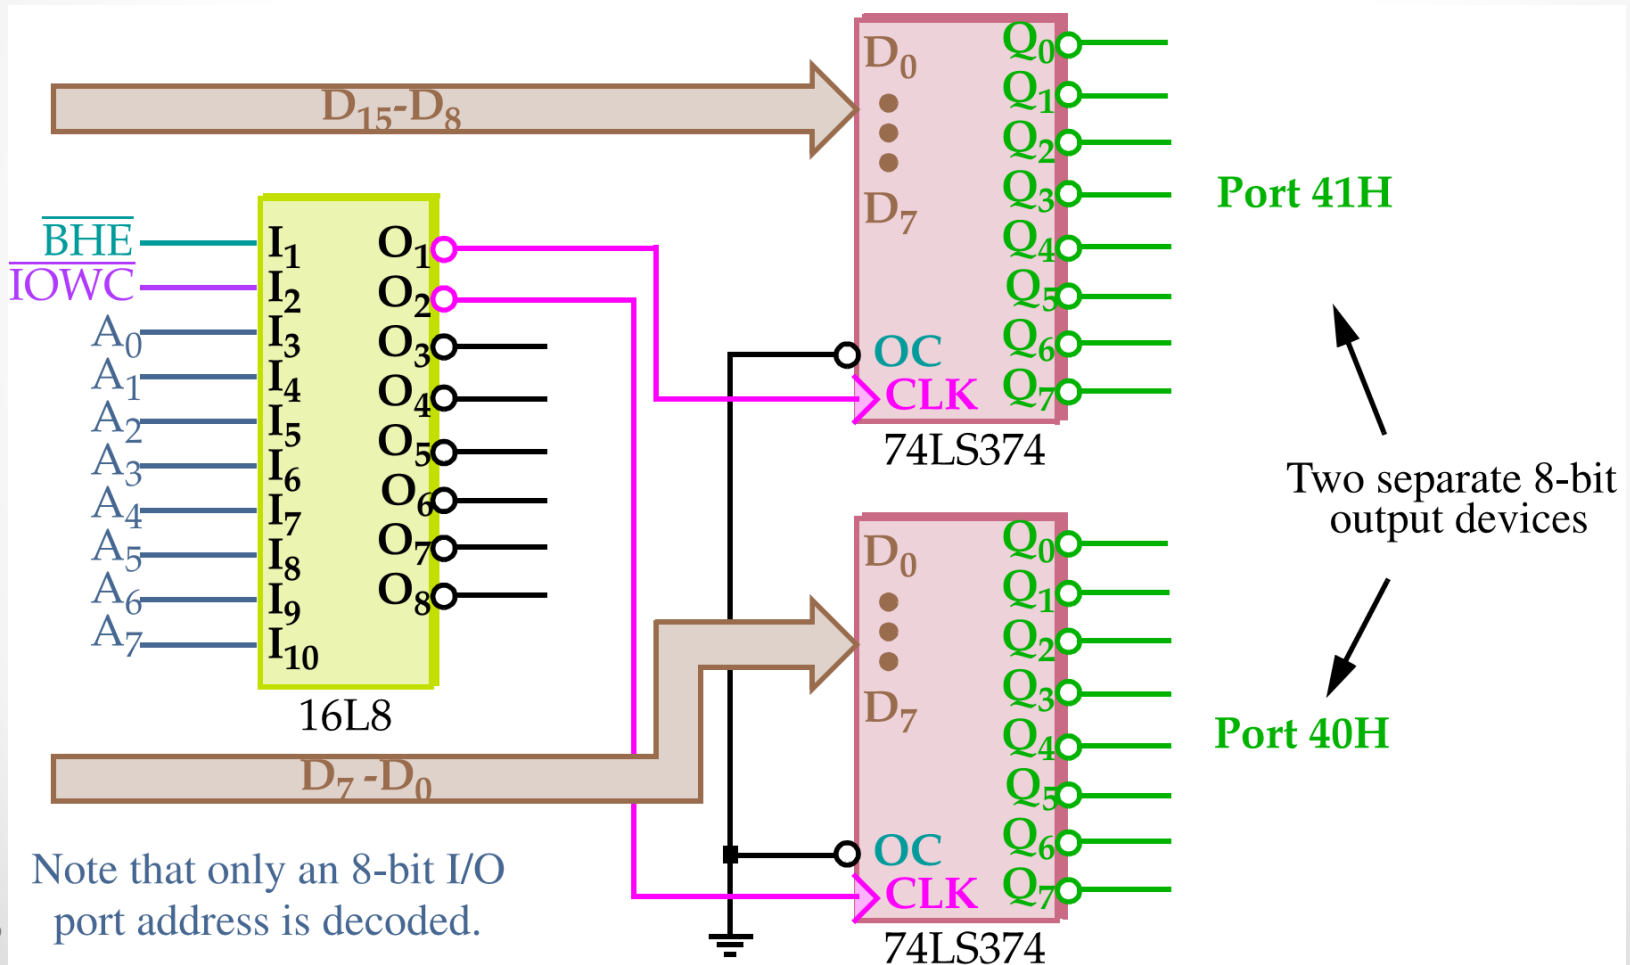 D₁₅-D₈
B̅H̅E̅
I̅O̅W̅C̅
A₀
A₁
A₂
A₃
A₄
A₅
A₆
A₇
I₁
I₂
I₃
I₄
I₅
I₆
I₇
I₈
I₉
I₁₀
O₁
O₂
O₃
O₄
O₅
O₆
O₇
O₈
16L8
D₇ -D₀
Note that only an 8-bit I/O
port address is decoded.
D₀
D₇
OC
CLK
Q₀
Q₁
Q₂
Q₃
Q₄
Q₅
Q₆
Q₇
74LS374
Port 41H
Two separate 8-bit
output devices
D₀
D₇
OC
CLK
Q₀
Q₁
Q₂
Q₃
Q₄
Q₅
Q₆
Q₇
74LS374
Port 40H